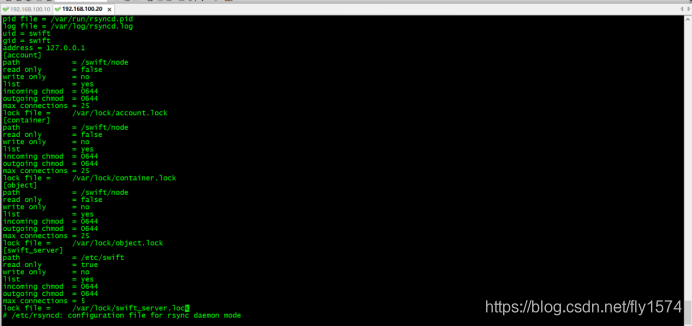 192.168.100.10
192.168.100.20
pid file = /var/run/rsyncd.pid
log file = /var/log/rsyncd.log
uid = swift
gid = swift
address = 127.0.0.1
[account]
path = /swift/node
read only = false
write only = no
list = yes
incoming chmod = 0644
outgoing chmod = 0644
max connections = 25
lock file = /var/lock/account.lock
[container]
path = /swift/node
read only = false
write only = no
list = yes
incoming chmod = 0644
outgoing chmod = 0644
max connections = 25
lock file = /var/lock/container.lock
[object]
path = /swift/node
read only = false
write only = no
list = yes
incoming chmod = 0644
outgoing chmod = 0644
max connections = 25
lock file = /var/lock/object.lock
[swift_server]
path = /etc/swift
read only = true
write only = no
list = yes
incoming chmod = 0644
outgoing chmod = 0644
max connections = 5
lock file = /var/lock/swift_server.lock
# /etc/rsyncd: configuration file for rsync daemon mode
https://blog.csdn.net/fly1574